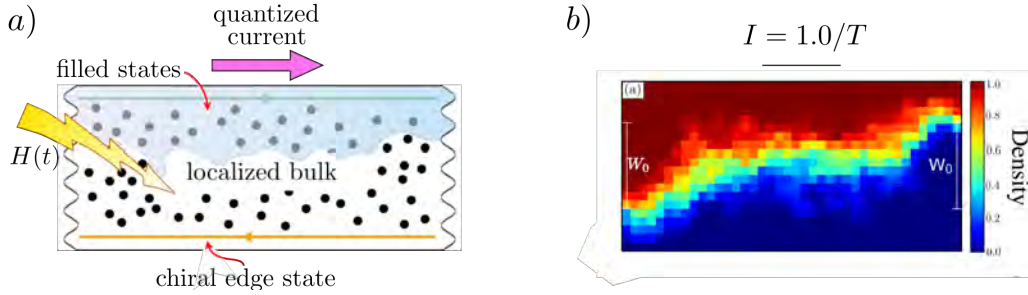 a)
quantized
current
filled states
H(t)
localized bulk
chiral edge state
b)
I = 1.0/T
(a)
W₀
W₀
1.0
0.8
0.6
0.4
0.2
0.0
Density